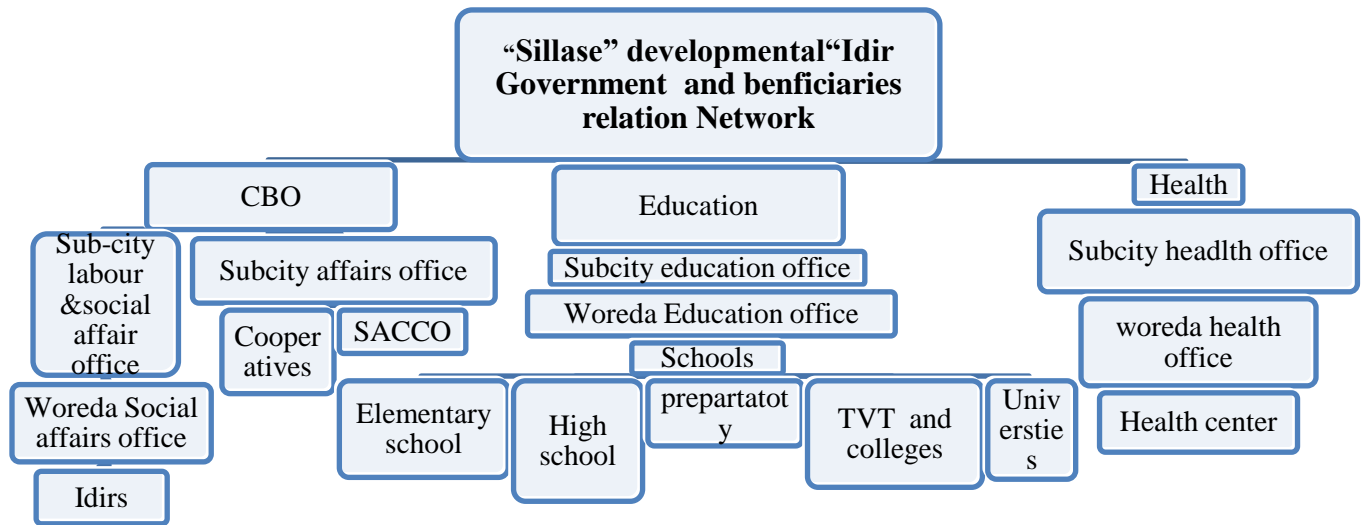 “Sillase” developmental“Idir
Government and benficiaries
relation Network
CBO
Sub-city
labour
&social
affair
office
Woreda Social
affairs office
Idirs
Subcity affairs office
Cooper
atives
SACCO
Education
Subcity education office
Woreda Education office
Schools
Elementary
school
High
school
prepartatot
y
TVT and
colleges
Univ
erstie
s
Health
Subcity headlth office
woreda health
office
Health center